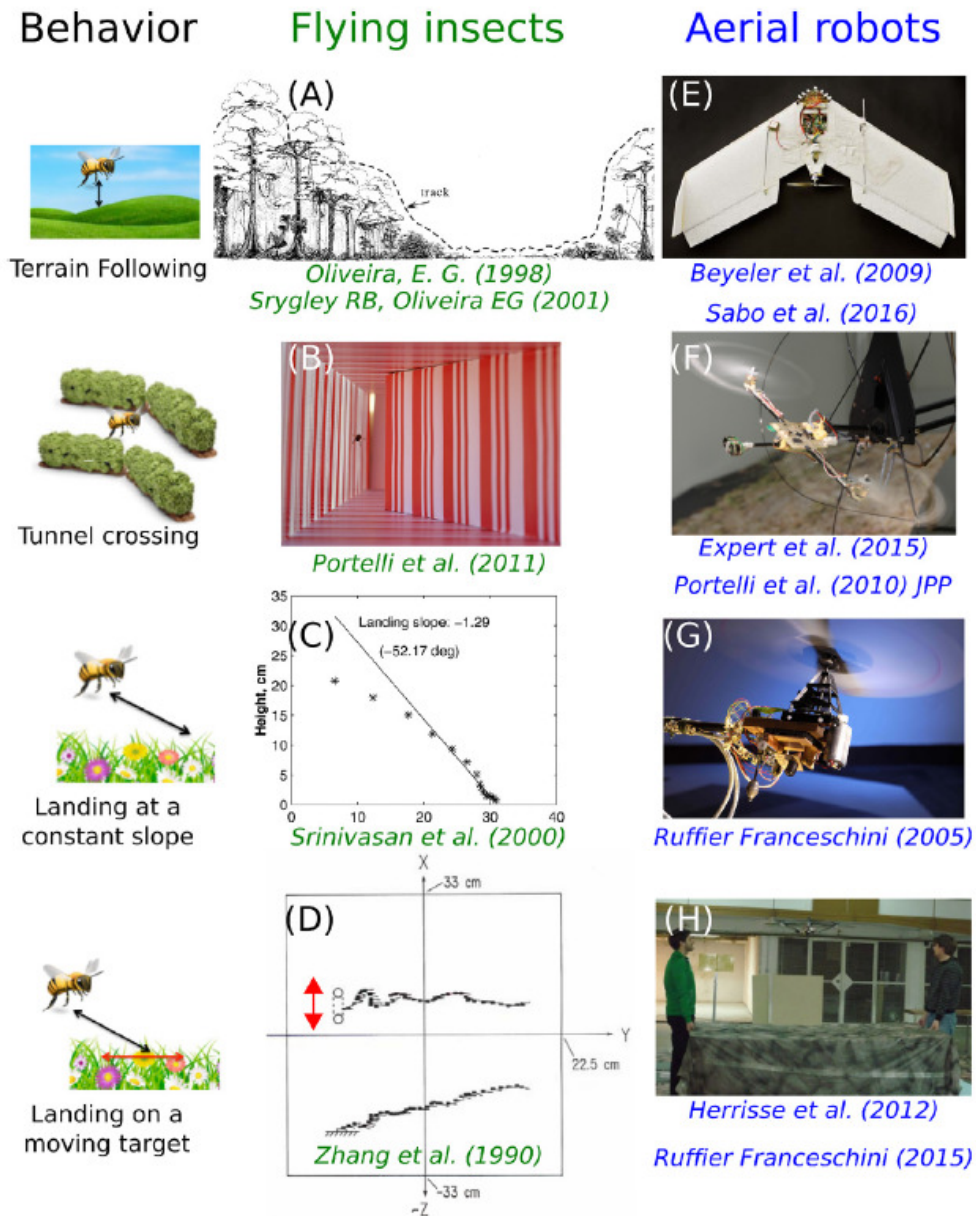 Behavior Flying insects Aerial robots
(A)
(E)
track
Terrain Following
Oliveira, E. G. (1998)
Srygley RB, Oliveira EG (2001)
Beyeler et al. (2009)
Sabo et al. (2016)
(B)
(F)
Tunnel crossing
Portelli et al. (2011)
Expert et al. (2015)
Portelli et al. (2010) JPP
(C)
(G)
35
30
25
20
15
10
5
0
Height, cm
Landing slope: −1.29
(−52.17 deg)
0 10 20 30 40
Landing at a
constant slope
Srinivasan et al. (2000)
Ruffier Franceschini (2005)
(D)
(H)
X
33 cm
Y
22.5 cm
Landing on a
moving target
Zhang et al. (1990)
-33 cm
-Z
Herrisse et al. (2012)
Ruffier Franceschini (2015)